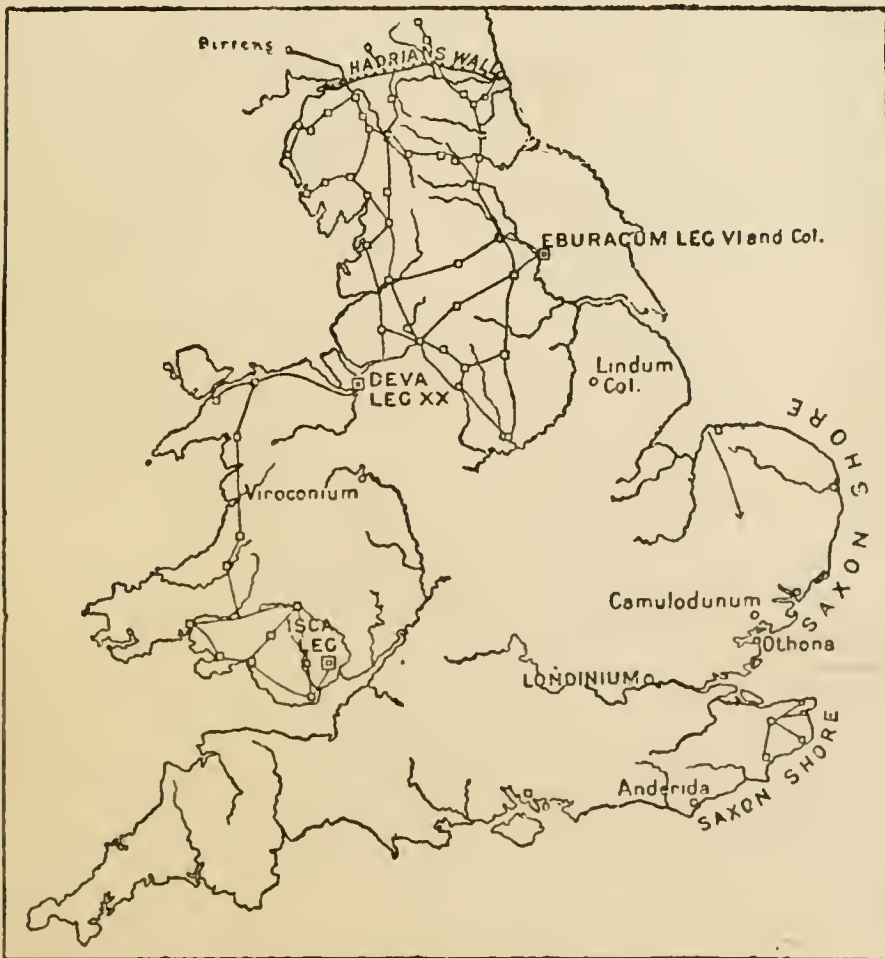 Birrens
HADRIANS WALL
EBURACUM LEG VI and Col.
DEVA
LEG XX
Lindum
Col.
SAXON SHORE
Viroconium
Camulodunum
Othona
ISCA
LEG
LONDINIUM
Anderida
SAXON SHORE